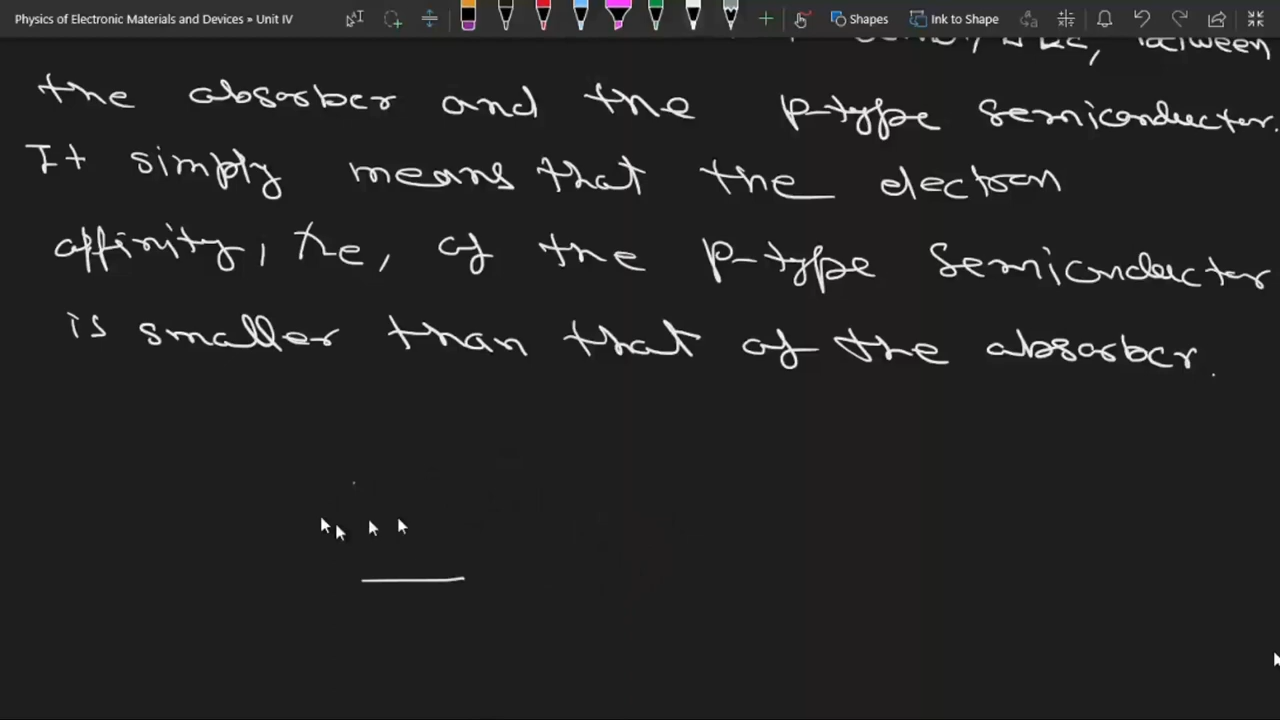 Physics of Electronic Materials and Devices » Unit IV
Shapes
Ink to Shape
between
the absorber and the p-type semiconductor.
It simply means that the electron
affinity, χe, of the p-type semiconductor
is smaller than that of the absorber.